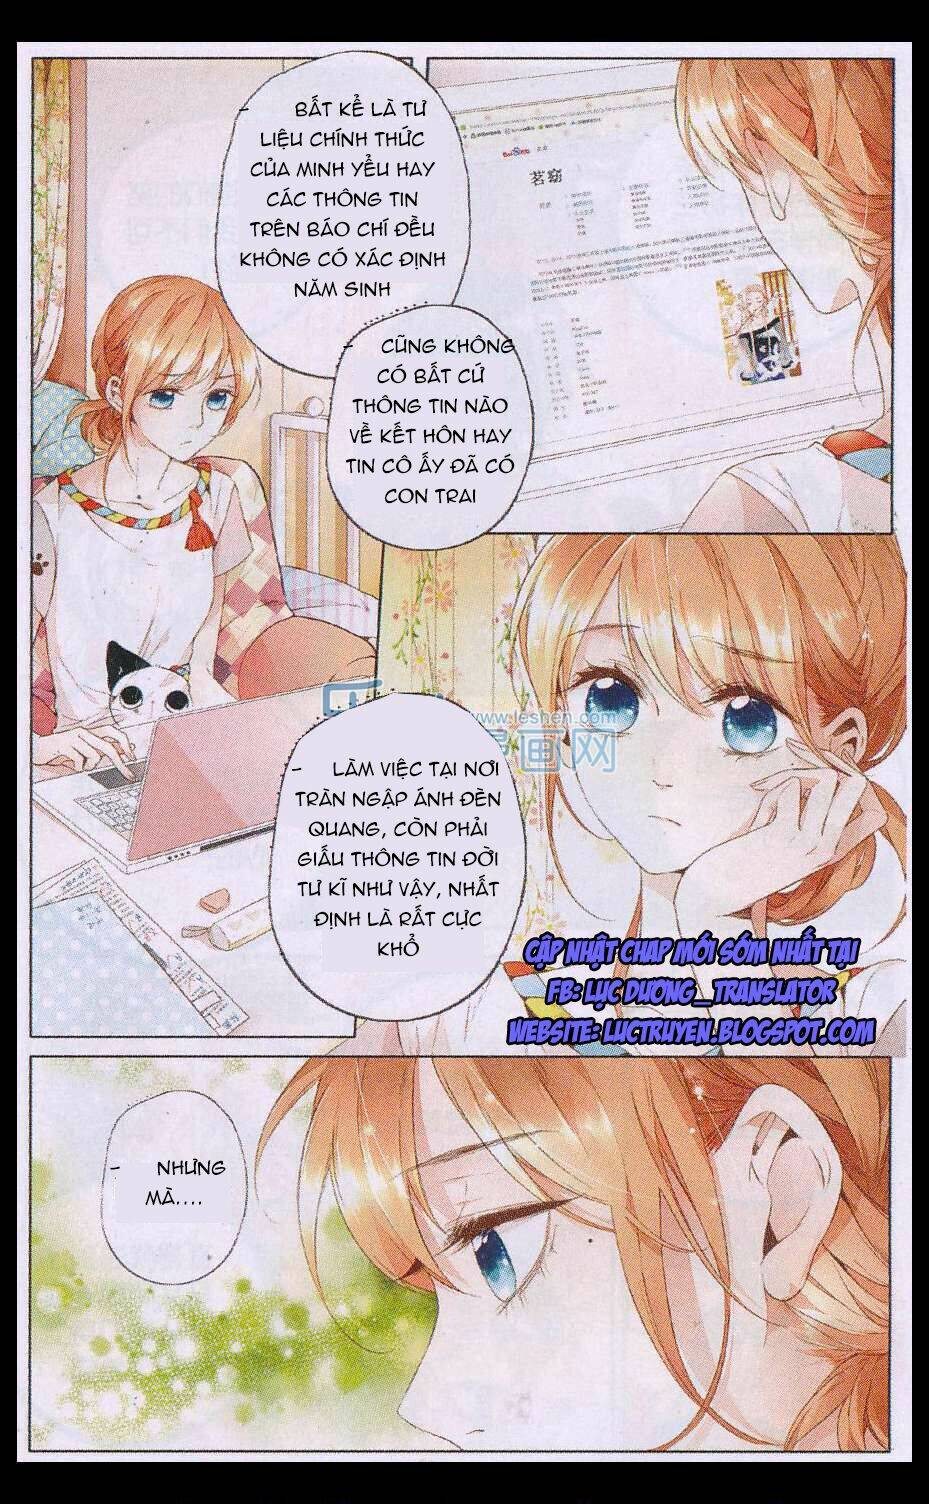 - BẤT KỂ LÀ TƯ
LIỆU CHÍNH THỨC
CỦA MINH YỂU HAY
CÁC THÔNG TIN
TRÊN BÁO CHÍ ĐỀU
KHÔNG CÓ XÁC ĐỊNH
NĂM SINH
- CŨNG KHÔNG
CÓ BẤT CỨ
THÔNG TIN NÀO
VỀ KẾT HÔN HAY
TIN CÔ ẤY ĐÃ CÓ
CON TRAI
茗窈
www.leshen.com
画网
- LÀM VIỆC TẠI NƠI
TRÀN NGẬP ÁNH ĐÈN
QUANG, CÒN PHẢI
GIẤU THÔNG TIN ĐỜI
TƯ KĨ NHƯ VẬY, NHẤT
ĐỊNH LÀ RẤT CỰC
KHỔ
CẬP NHẬT CHAP MỚI SỚM NHẤT TẠI
FB: LỤC DƯƠNG_TRANSLATOR
WEBSITE: LUCTRUYEN.BLOGSPOT.COM
- NHƯNG
MÀ....